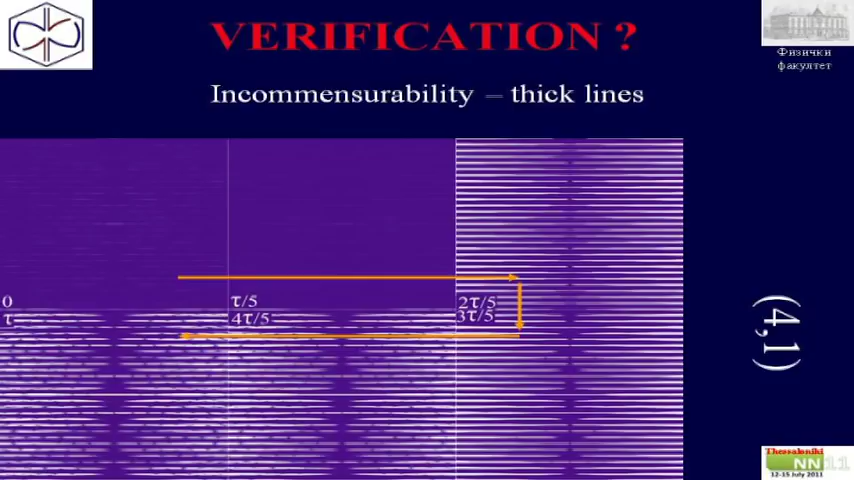 VERIFICATION ?
Физички
факултет
Incommensurability – thick lines
0
τ/5
2τ/5
τ
4τ/5
3τ/5
(4,1)
Thessaloniki
NN11
12-15 July 2011